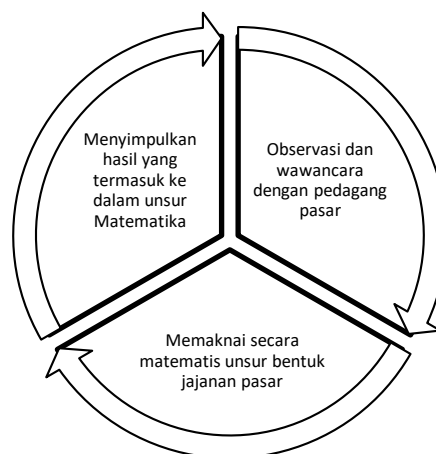 Menyimpulkan
hasil yang
termasuk ke
dalam unsur
Matematika
Observasi dan
wawancara
dengan pedagang
pasar
Memaknai secara
matematis unsur bentuk
jajanan pasar